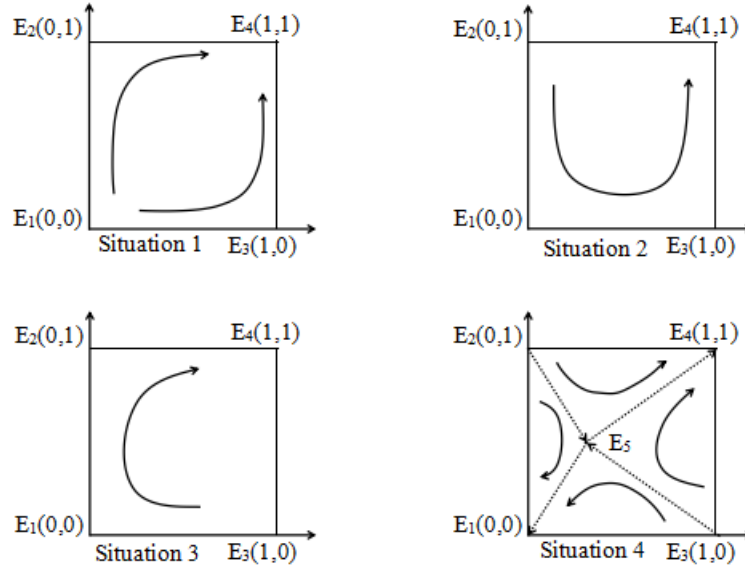 E₂(0,1) E₄(1,1)
E₁(0,0)
Situation 1 E₃(1,0)
E₂(0,1) E₄(1,1)
E₁(0,0)
Situation 2 E₃(1,0)
E₂(0,1) E₄(1,1)
E₁(0,0)
Situation 3 E₃(1,0)
E₂(0,1) E₄(1,1)
E₅
E₁(0,0)
Situation 4 E₃(1,0)